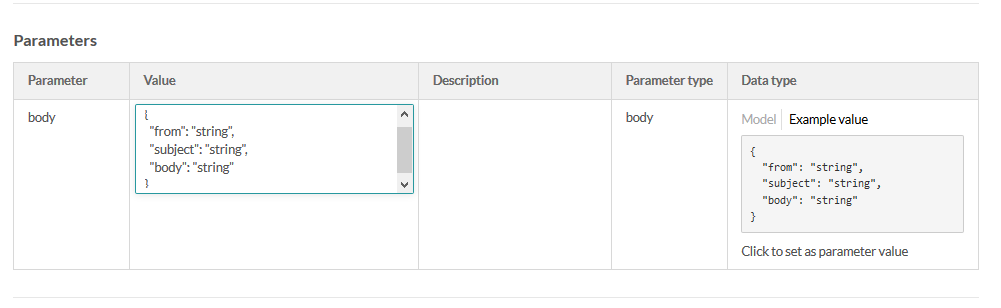 Parameters
Parameter Value Description Parameter type Data type
body
{
"from": "string",
"subject": "string",
"body": "string"
}
body
Model Example value
{
"from": "string",
"subject": "string",
"body": "string"
}
Click to set as parameter value